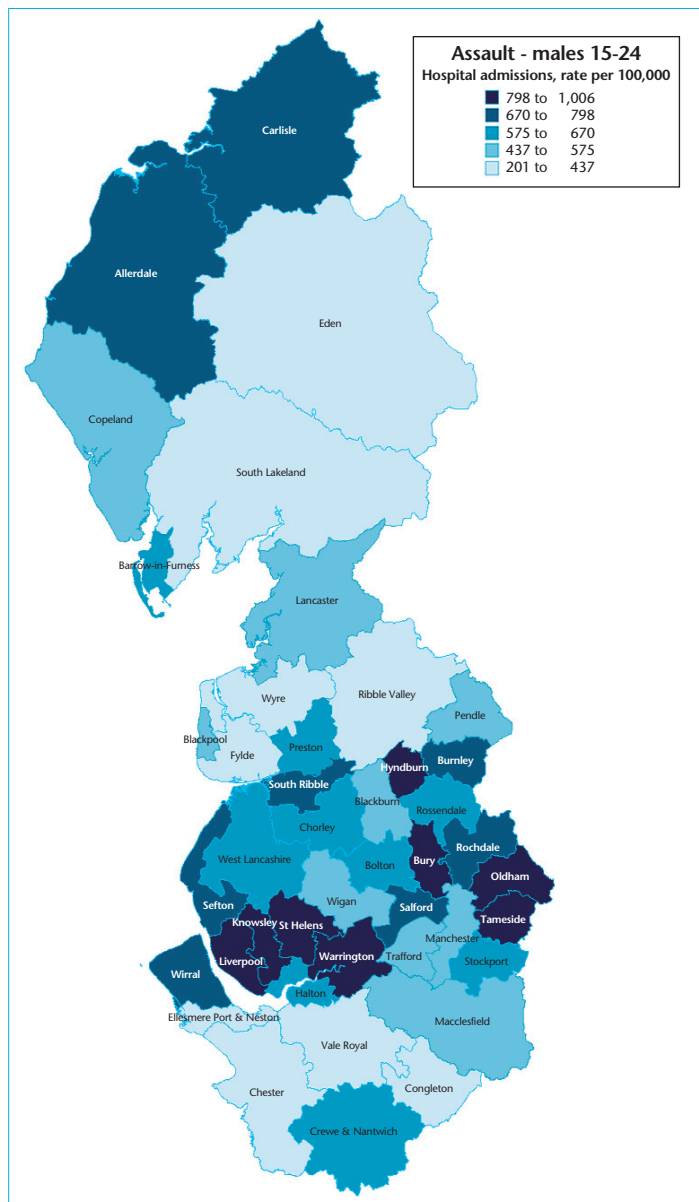 Assault - males 15-24
Hospital admissions, rate per 100,000
798 to 1,006
670 to 798
575 to 670
437 to 575
201 to 437
Carlisle
Allerdale
Eden
Copeland
South Lakeland
Barrow-in-Furness
Lancaster
Wyre
Ribble Valley
Pendle
Blackpool
Fylde
Preston
Hyndburn
Burnley
South Ribble
Blackburn
Rossendale
Chorley
West Lancashire
Bolton
Bury
Rochdale
Oldham
Wigan
Sefton
Salford
Knowsley
St Helens
Tameside
Manchester
Liverpool
Warrington
Trafford
Stockport
Wirral
Halton
Macclesfield
Ellesmere Port & Neston
Vale Royal
Chester
Congleton
Crewe & Nantwich